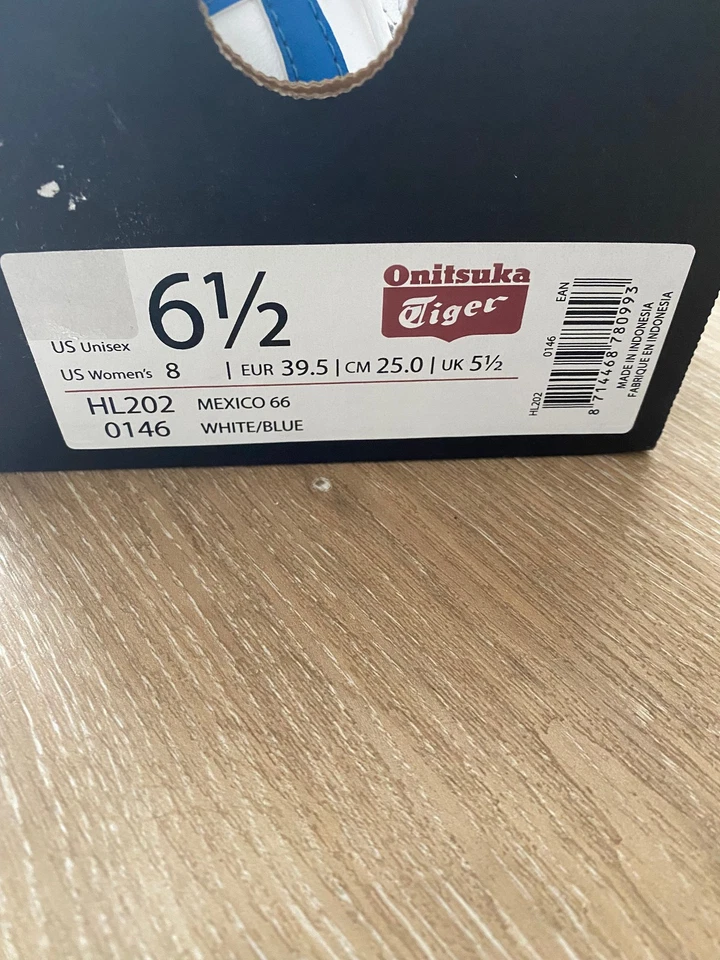 US Unisex 6½
US Women's 8 | EUR 39.5 | CM 25.0 | UK 5½
HL202 MEXICO 66
0146 WHITE/BLUE
Onitsuka
Tiger
HL202 0146 EAN
8 714468 780993
MADE IN INDONESIA
FABRIQUE EN INDONESIA